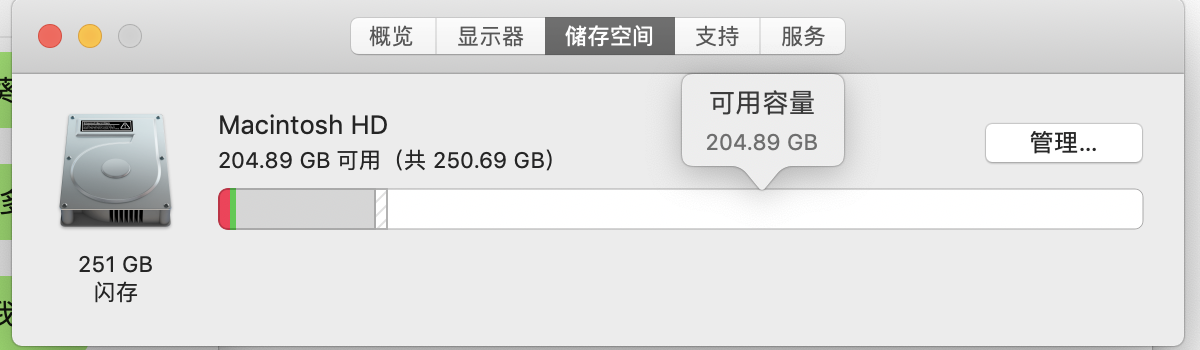 概览 显示器 储存空间 支持 服务
可用容量
204.89 GB
Macintosh HD
204.89 GB 可用（共 250.69 GB）
管理...
251 GB
闪存